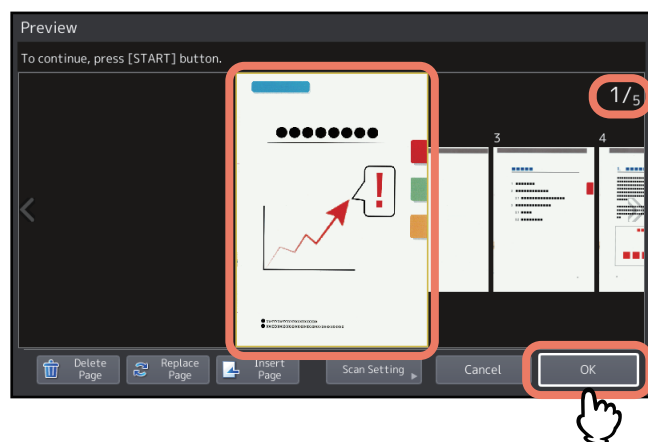 Preview
To continue, press [START] button.
1/5
!
3
4
Delete
Page
Replace
Page
Insert
Page
Scan Setting
Cancel
OK